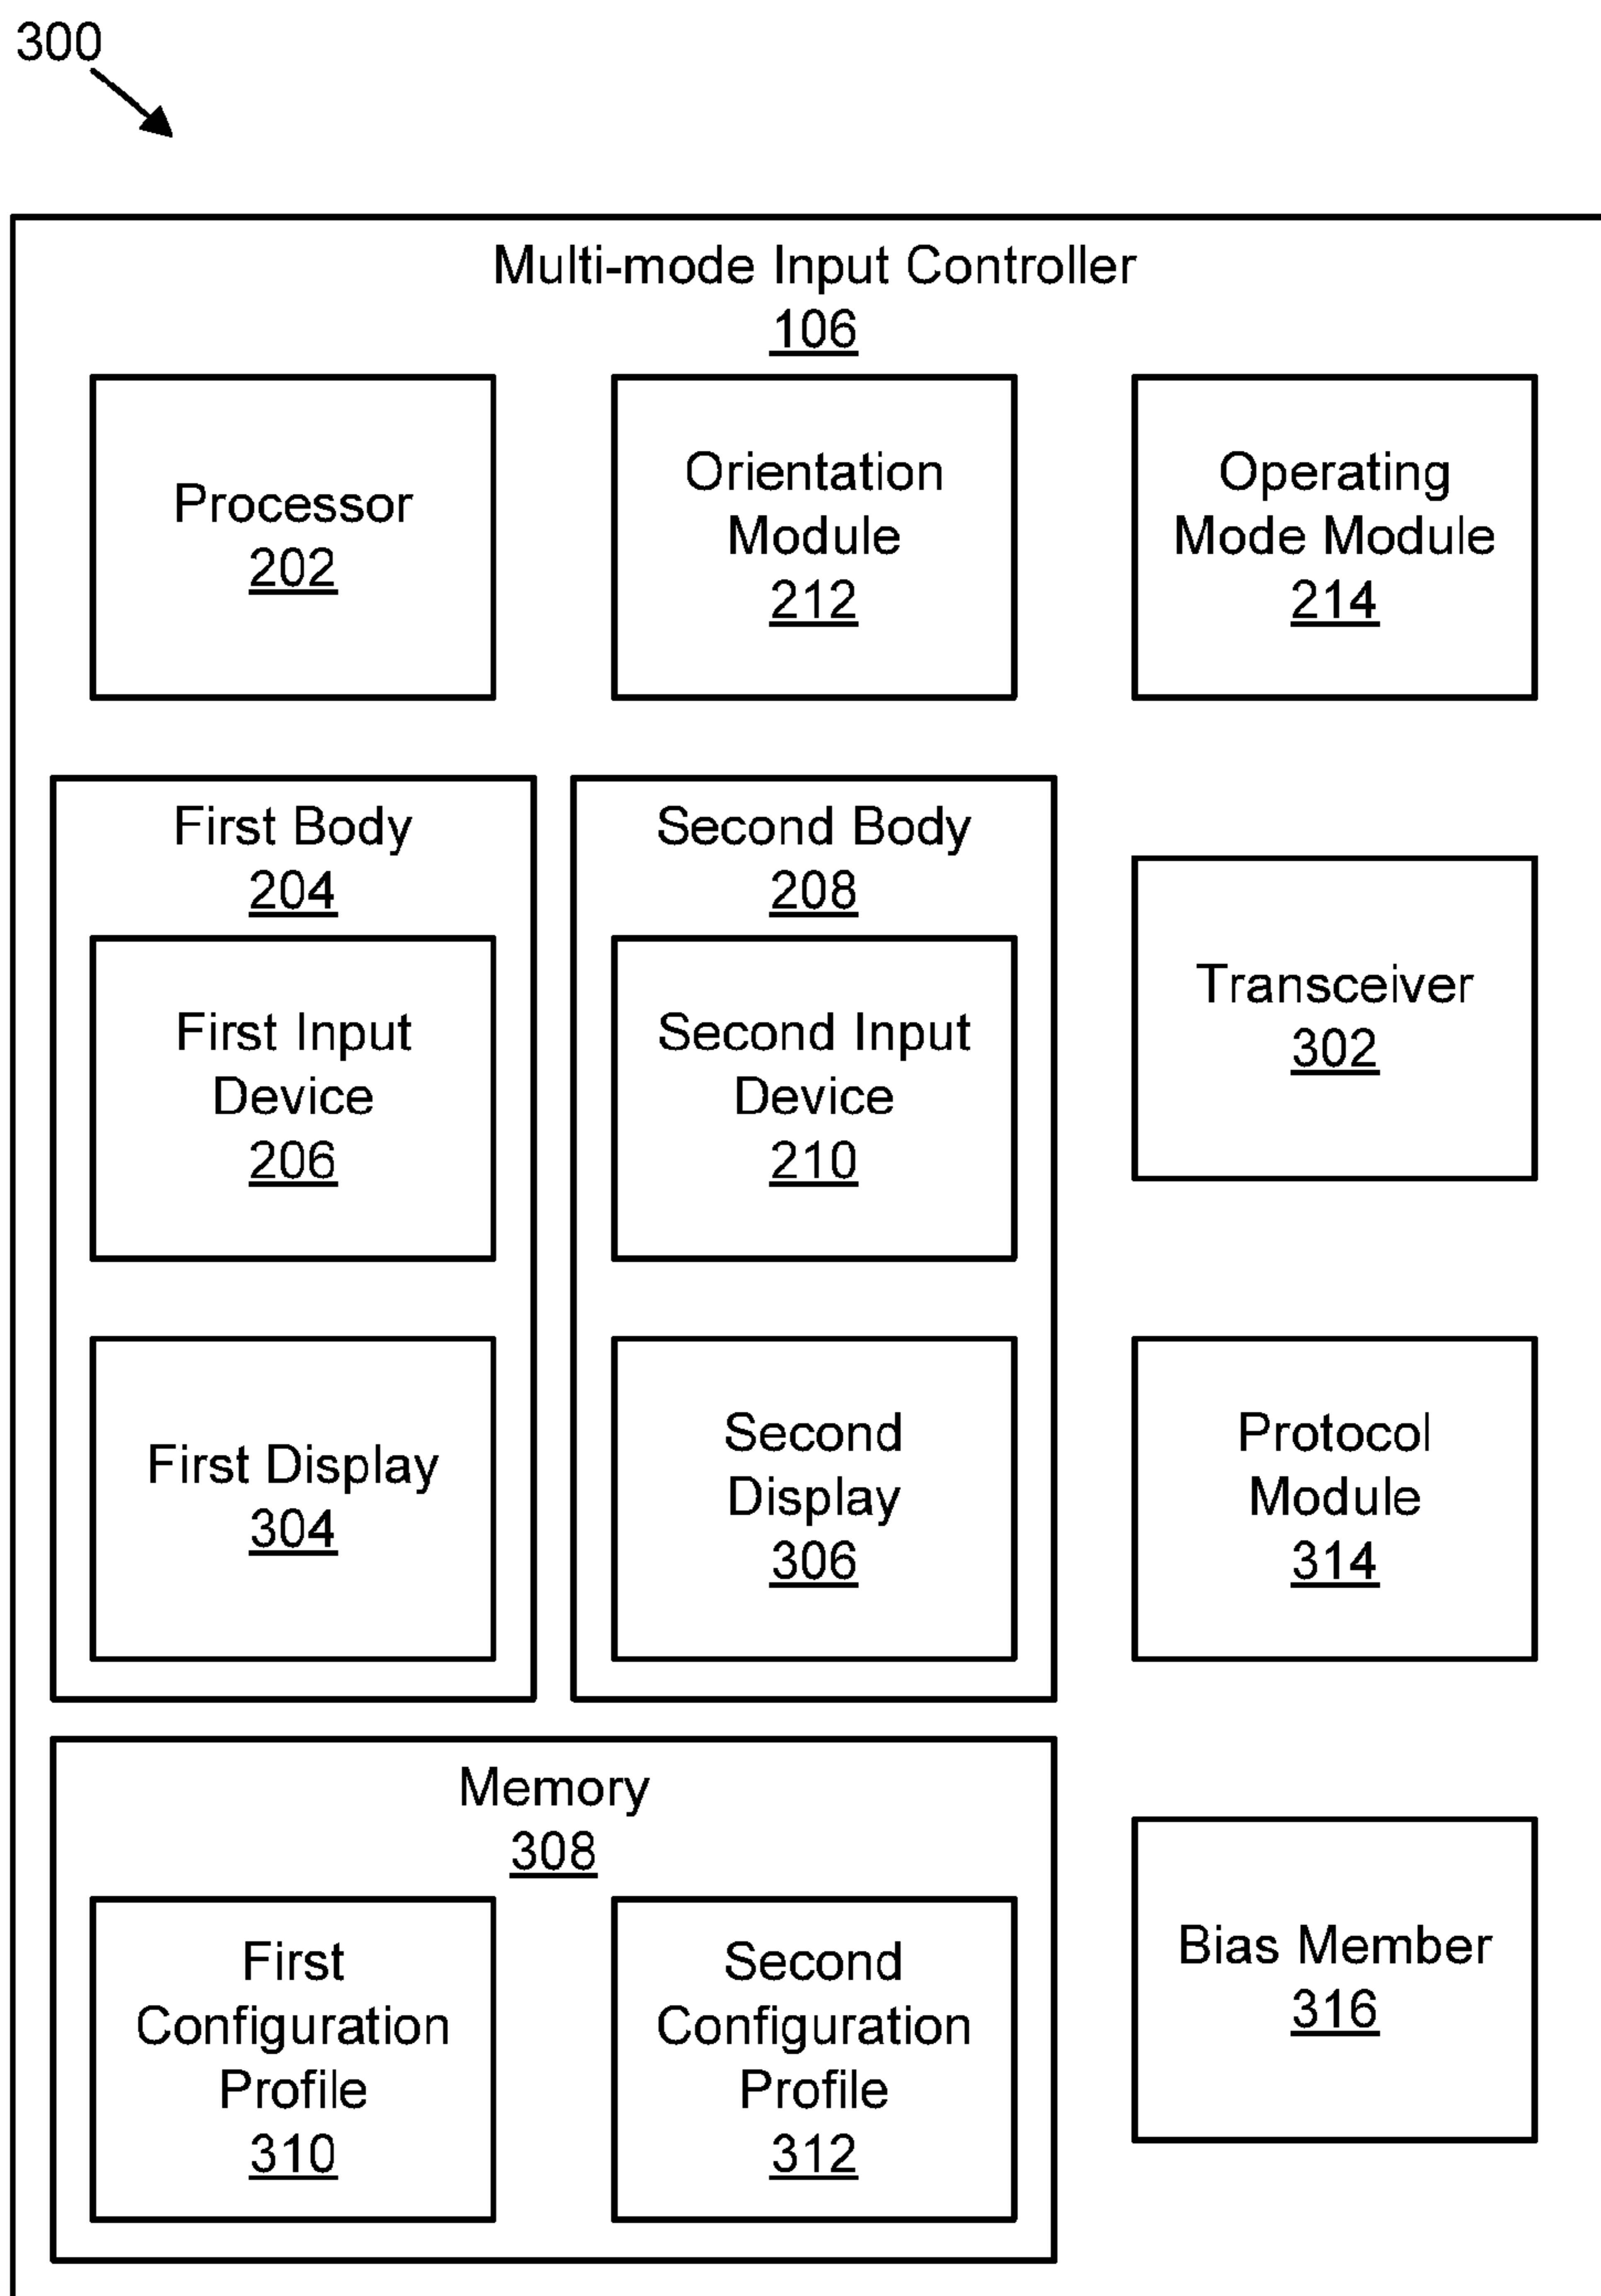 300
Multi-mode Input Controller
106
Processor
202
Orientation
Module
212
Operating
Mode Module
214
First Body
204
First Input
Device
206
First Display
304
Second Body
208
Second Input
Device
210
Second
Display
306
Transceiver
302
Protocol
Module
314
Memory
308
First
Configuration
Profile
310
Second
Configuration
Profile
312
Bias Member
316